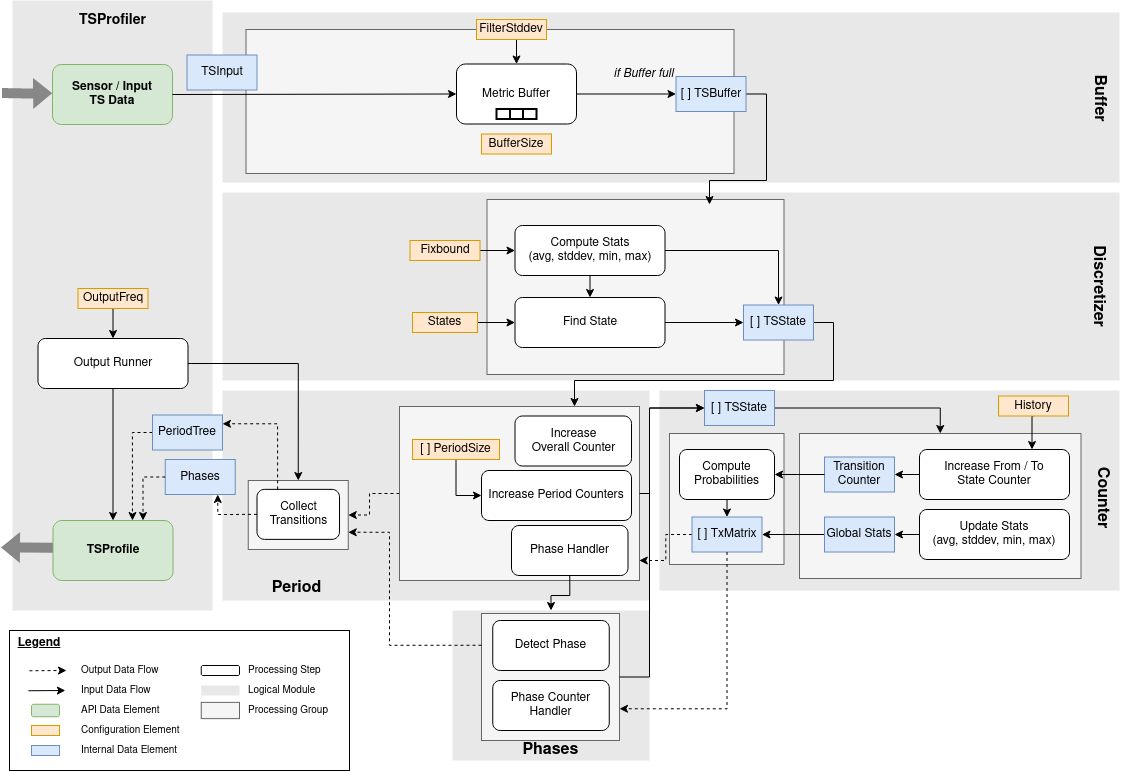 TSProfiler
Sensor / Input
TS Data
TSInput
FilterStddev
Metric Buffer
BufferSize
if Buffer full
[ ] TSBuffer
Buffer
Fixbound
Compute Stats
(avg, stddev, min, max)
States
Find State
[ ] TSState
Discretizer
OutputFreq
Output Runner
PeriodTree
Phases
TSProfile
Collect
Transitions
Period
[ ] PeriodSize
Increase
Overall Counter
Increase Period Counters
Phase Handler
[ ] TSState
History
Compute
Probabilities
Transition
Counter
Increase From / To
State Counter
[ ] TxMatrix
Global Stats
Update Stats
(avg, stddev, min, max)
Counter
Detect Phase
Phase Counter
Handler
Phases
Legend
Output Data Flow
Input Data Flow
API Data Element
Configuration Element
Internal Data Element
Processing Step
Logical Module
Processing Group